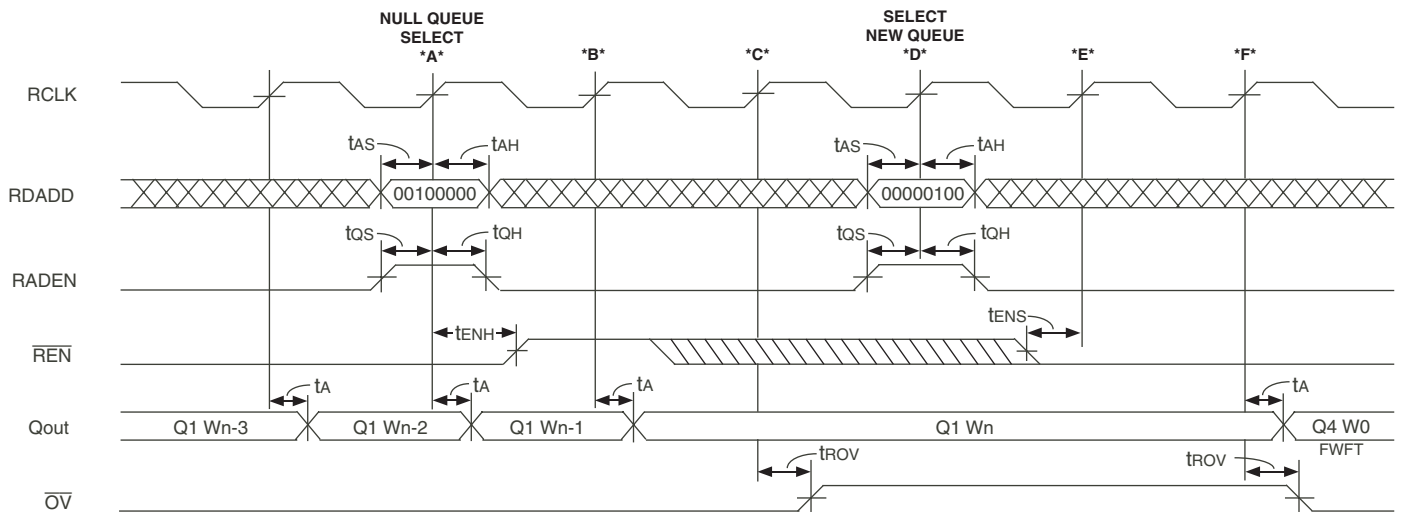 NULL QUEUE
SELECT
*A*
*B*
*C*
SELECT
NEW QUEUE
*D*
*E*
*F*
RCLK
tAS
tAH
tAS
tAH
RDADD
00100000
00000100
tQS
tQH
tQS
tQH
RADEN
tENH
tENS
REN
tA
tA
tA
tA
Qout
Q1 Wn-3
Q1 Wn-2
Q1 Wn-1
Q1 Wn
Q4 W0
FWFT
tROV
tROV
OV